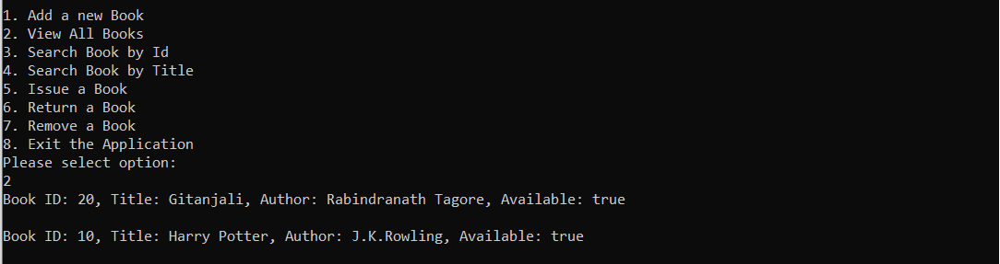 1. Add a new Book
2. View All Books
3. Search Book by Id
4. Search Book by Title
5. Issue a Book
6. Return a Book
7. Remove a Book
8. Exit the Application
Please select option:
2
Book ID: 20, Title: Gitanjali, Author: Rabindranath Tagore, Available: true
Book ID: 10, Title: Harry Potter, Author: J.K.Rowling, Available: true